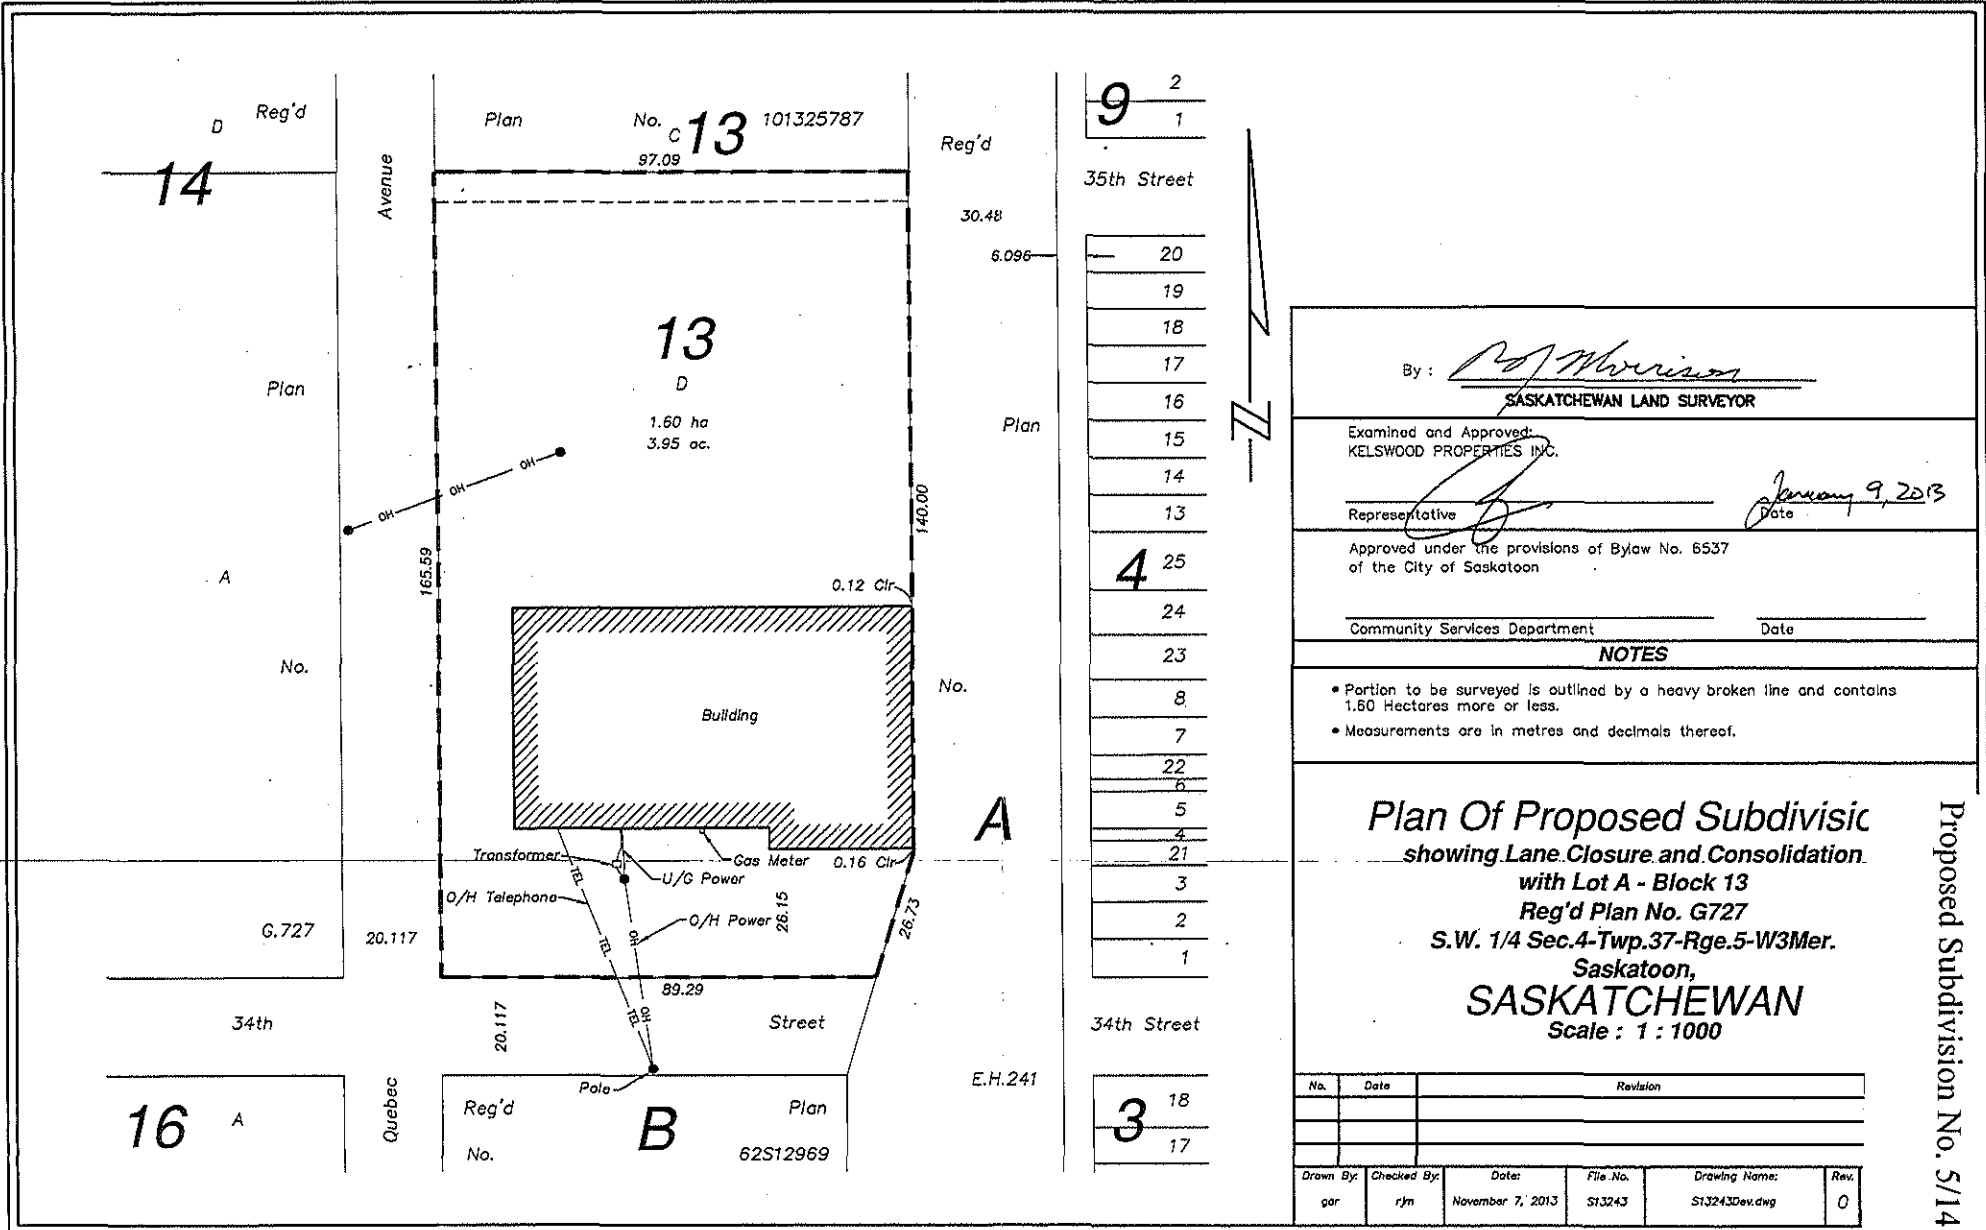 D
Reg'd
14
Avenue
Plan
No.
C
13
101325787
97.09
Reg'd
9
2
1
35th Street
30.48
6.096
20
19
18
17
16
15
14
13
4
25
24
23
8
7
22
6
5
4
21
3
2
1
13
D
1.60 ha
3.95 ac.
Plan
Plan
OH
OH
OH
165.59
140.00
A
0.12 Clr
No.
No.
Building
A
Transformer
Gas Meter
0.16 Clr
U/G Power
O/H Telephone
TEL
TEL
TEL
O/H Power
OH
OH
26.15
26.73
G.727
20.117
89.29
34th
20.117
Street
34th Street
Pole
E.H.241
16
A
Quebec
Reg'd
B
Plan
No.
62S12969
3
18
17
By :
R J Morrison
SASKATCHEWAN LAND SURVEYOR
Examined and Approved:
KELSWOOD PROPERTIES INC.
January 9, 2013
Representative
Date
Approved under the provisions of Bylaw No. 6537
of the City of Saskatoon
Community Services Department
Date
NOTES
• Portion to be surveyed is outlined by a heavy broken line and contains
1.60 Hectares more or less.
• Measurements are in metres and decimals thereof.
Plan Of Proposed Subdivisic
showing Lane Closure and Consolidation
with Lot A - Block 13
Reg'd Plan No. G727
S.W. 1/4 Sec.4-Twp.37-Rge.5-W3Mer.
Saskatoon,
SASKATCHEWAN
Scale : 1 : 1000
No.
Date
Revision
Drawn By:
Checked By:
Date:
File No.
Drawing Name:
Rev.
gar
rjm
November 7, 2013
S13243
S13243Dev.dwg
0
Proposed Subdivision No. 5/14